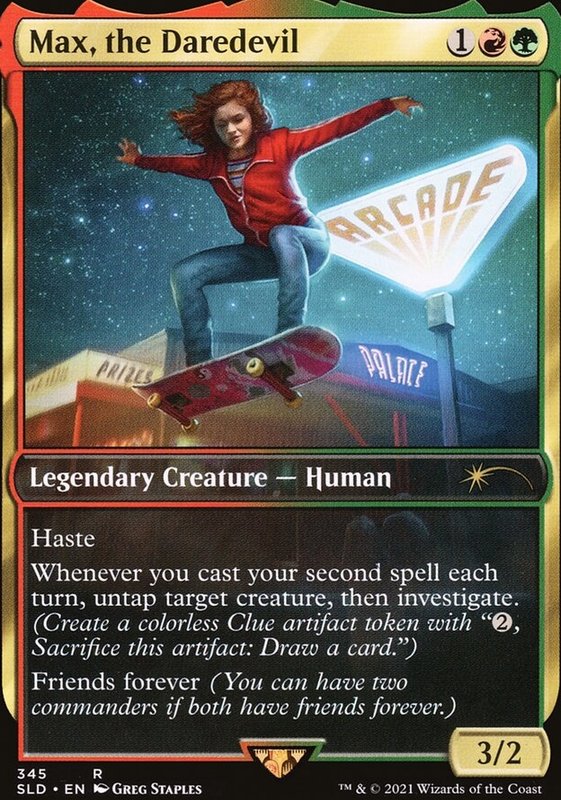 Max, the Daredevil 1
ARCADE
PRIZES
PALACE
Legendary Creature — Human
Haste
Whenever you cast your second spell each
turn, untap target creature, then investigate.
(Create a colorless Clue artifact token with “2,
Sacrifice this artifact: Draw a card.”)
Friends forever (You can have two
commanders if both have friends forever.)
3/2
345 R
SLD • EN Greg Staples ™ & © 2021 Wizards of the Coast